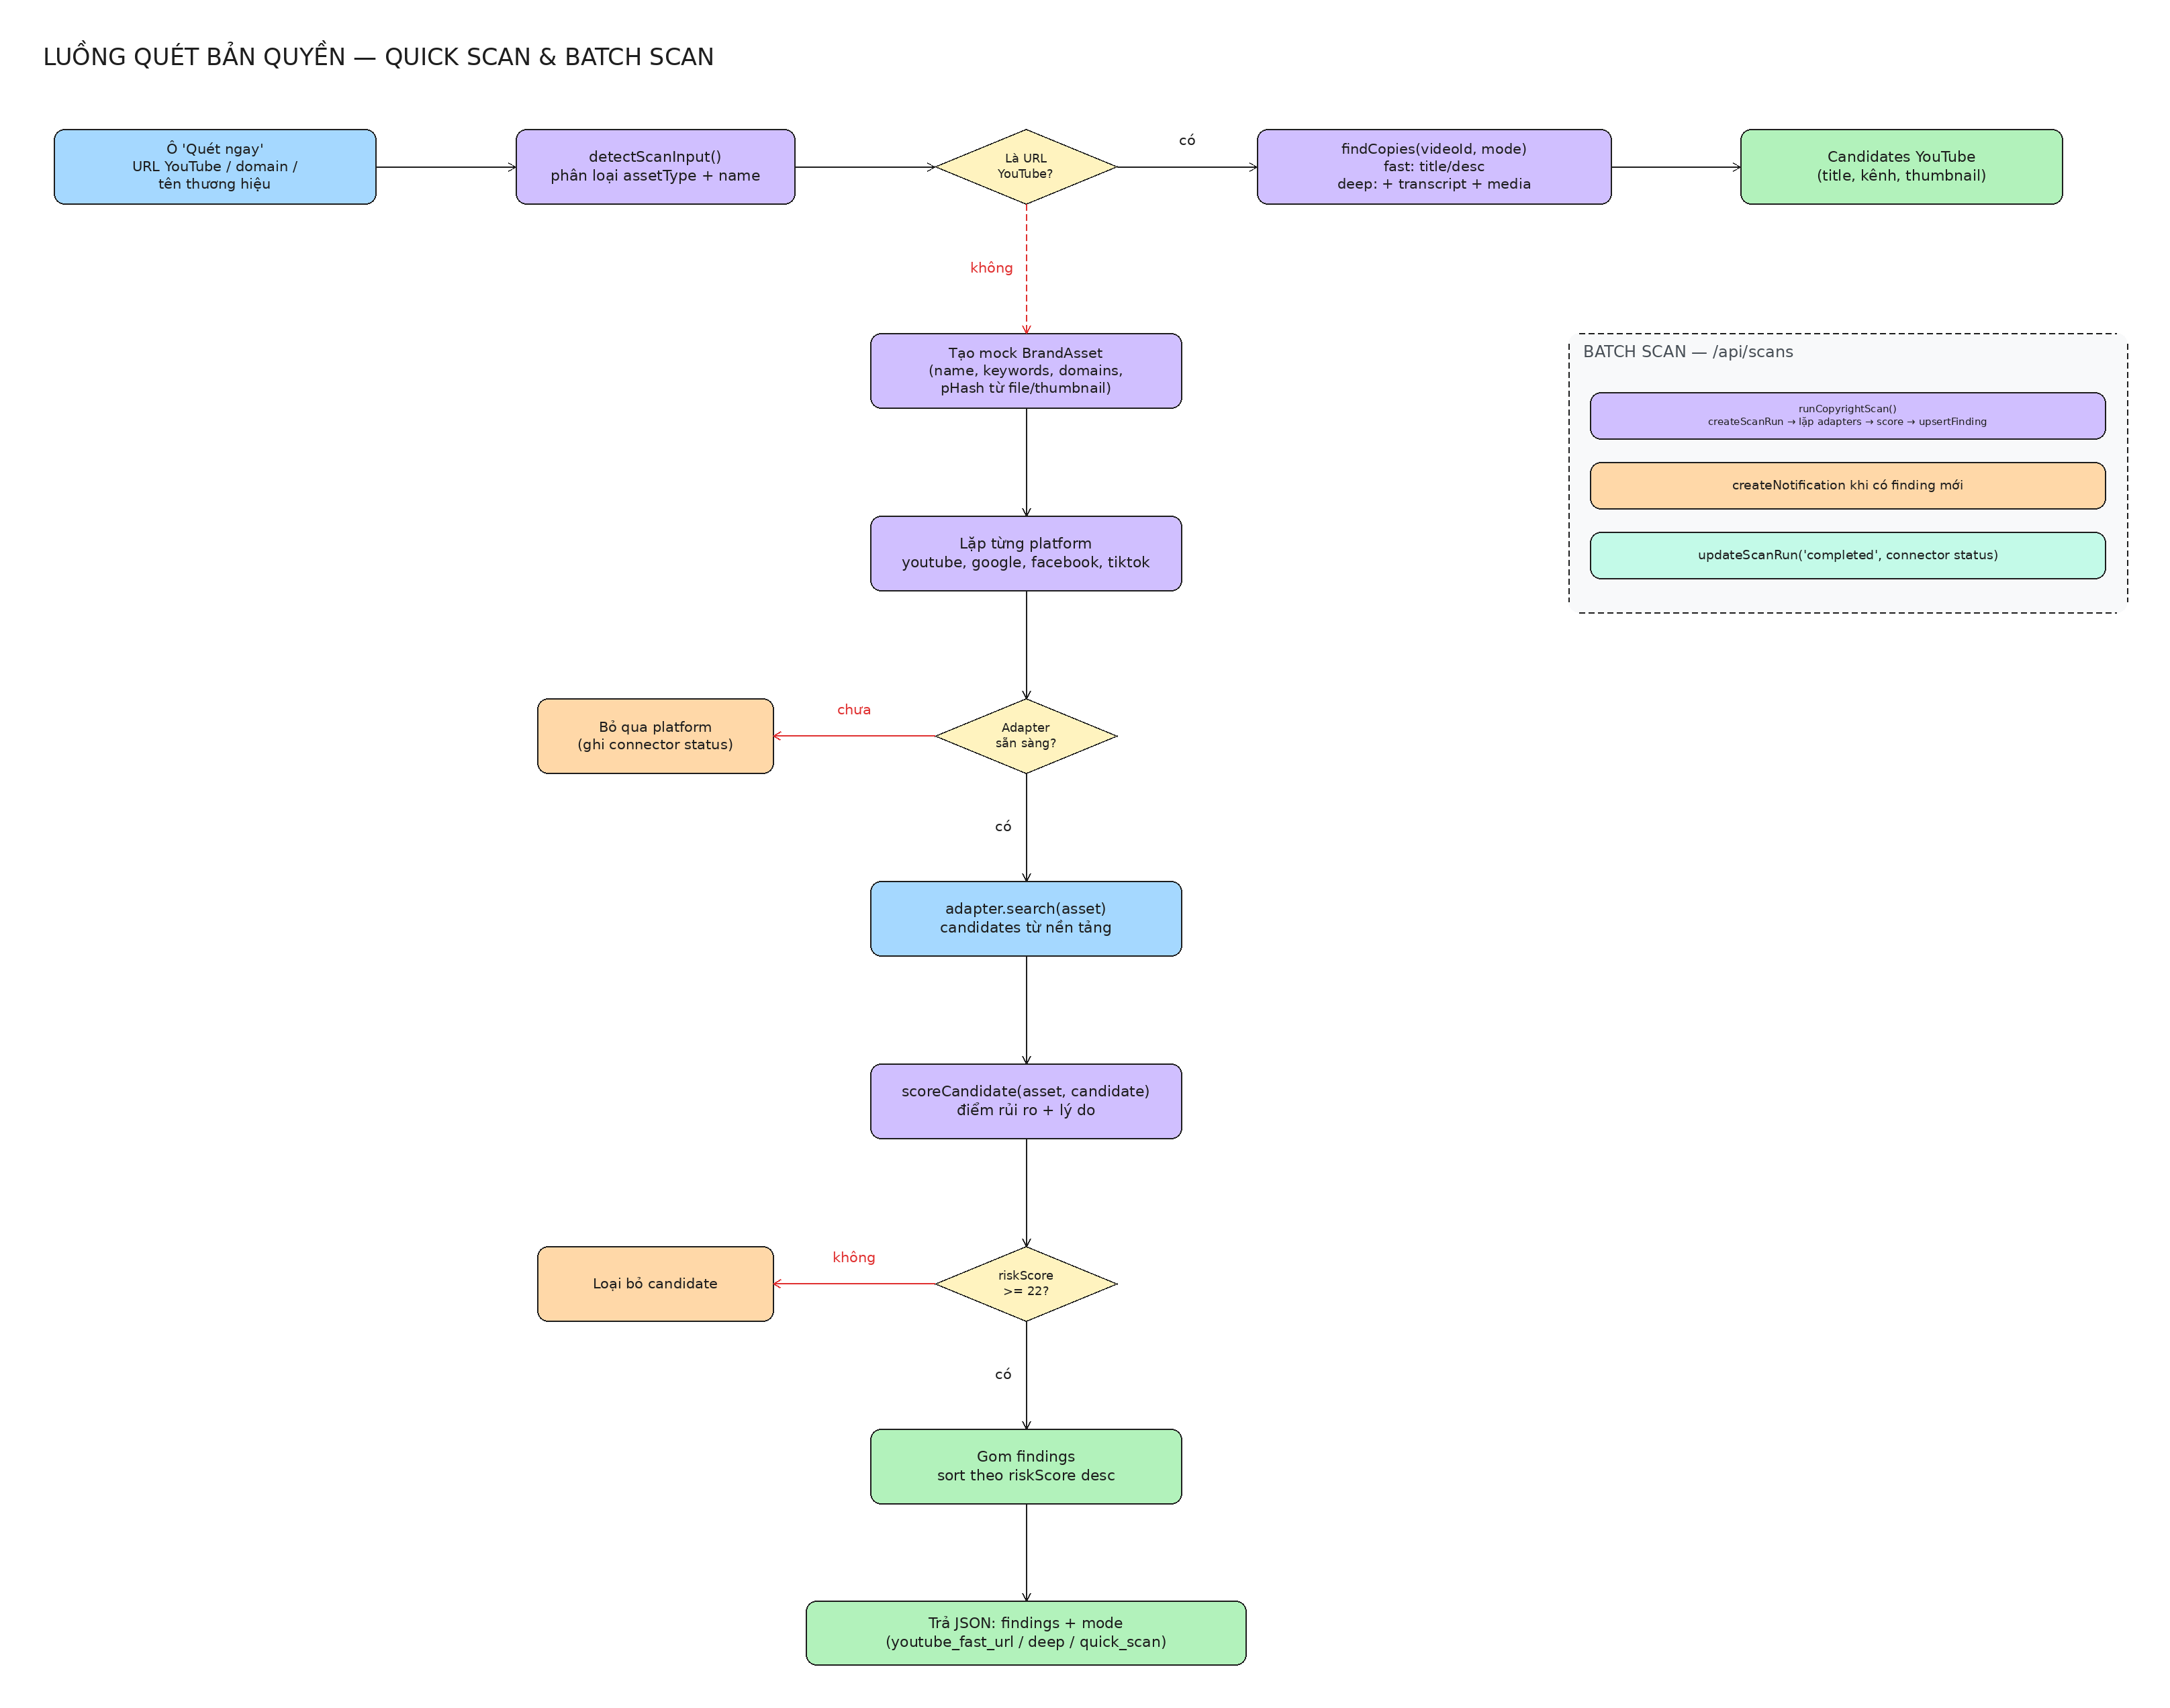 LUỒNG QUÉT BẢN QUYỀN — QUICK SCAN & BATCH SCAN
Ô 'Quét ngay'
URL YouTube / domain /
tên thương hiệu
detectScanInput()
phân loại assetType + name
Là URL
YouTube?
có
findCopies(videoId, mode)
fast: title/desc
deep: + transcript + media
Candidates YouTube
(title, kênh, thumbnail)
không
Tạo mock BrandAsset
(name, keywords, domains,
pHash từ file/thumbnail)
BATCH SCAN — /api/scans
runCopyrightScan()
createScanRun → lặp adapters → score → upsertFinding
createNotification khi có finding mới
updateScanRun('completed', connector status)
Lặp từng platform
youtube, google, facebook, tiktok
Adapter
sẵn sàng?
chưa
Bỏ qua platform
(ghi connector status)
có
adapter.search(asset)
candidates từ nền tảng
scoreCandidate(asset, candidate)
điểm rủi ro + lý do
riskScore
>= 22?
không
Loại bỏ candidate
có
Gom findings
sort theo riskScore desc
Trả JSON: findings + mode
(youtube_fast_url / deep / quick_scan)